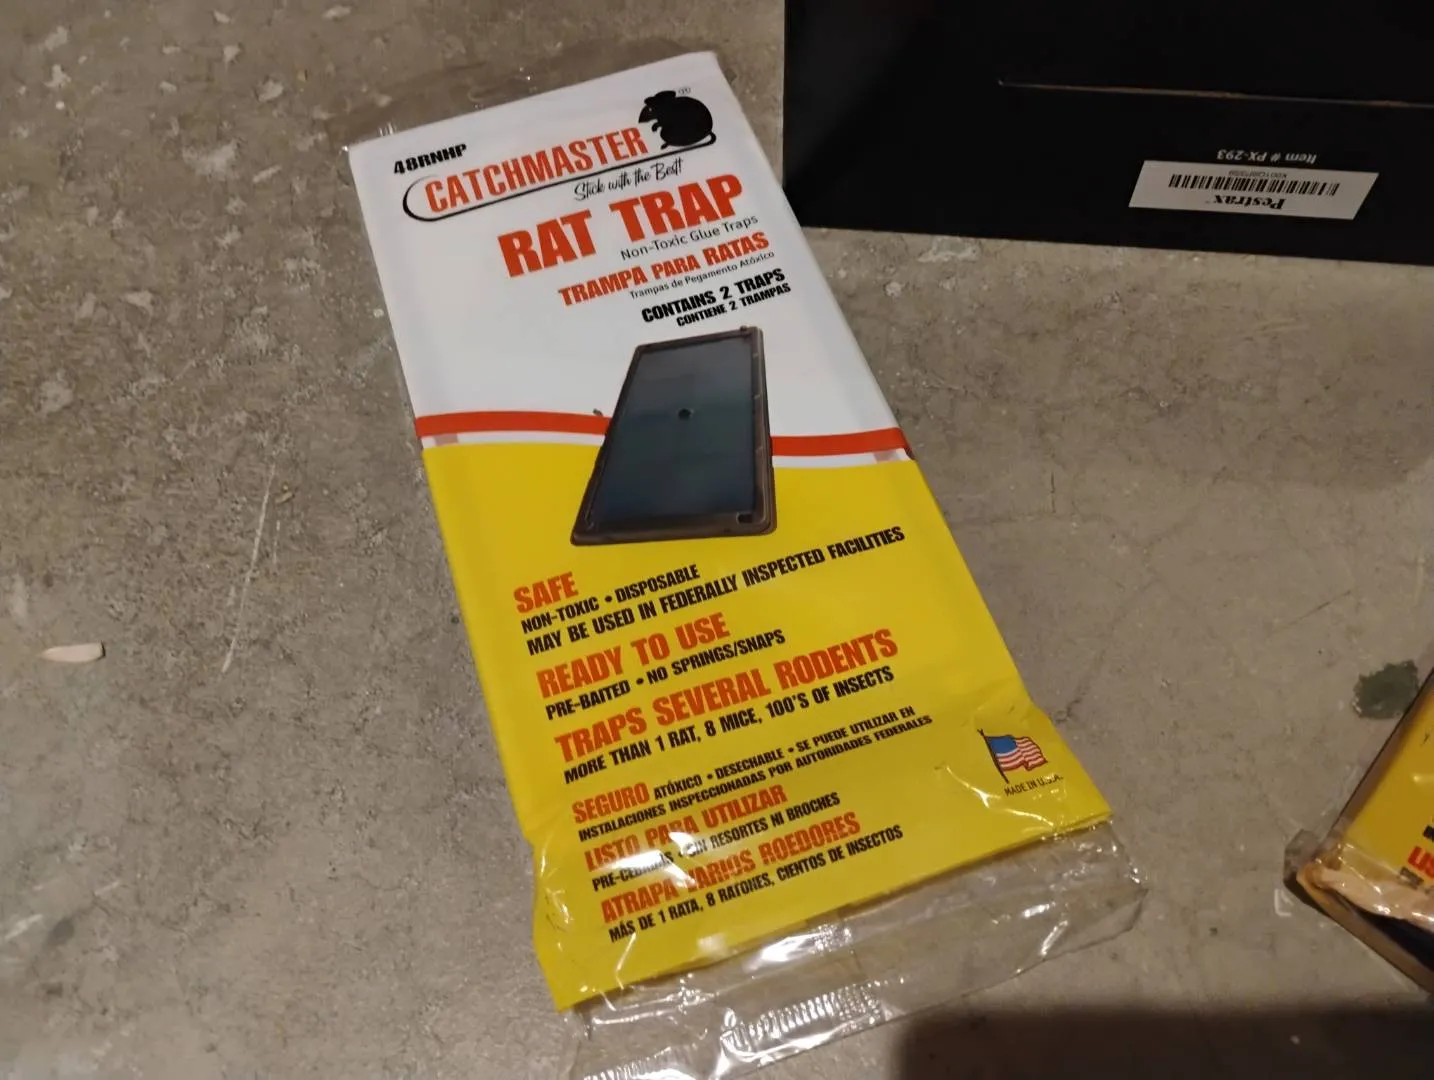 48RNHP
CATCHMASTER®
Stick with the Best!
RAT TRAP
Non-Toxic Glue Traps
TRAMPA PARA RATAS
Trampas de Pegamento Atóxico
CONTAINS 2 TRAPS
CONTIENE 2 TRAMPAS
SAFE
NON-TOXIC • DISPOSABLE
MAY BE USED IN FEDERALLY INSPECTED FACILITIES
READY TO USE
PRE-BAITED • NO SPRINGS/SNAPS
TRAPS SEVERAL RODENTS
MORE THAN 1 RAT, 8 MICE, 100'S OF INSECTS
SEGURO ATÓXICO • DESECHABLE • SE PUEDE UTILIZAR EN
INSTALACIONES INSPECCIONADAS POR AUTORIDADES FEDERALES
LISTO PARA UTILIZAR
PRE-CEBADAS • SIN RESORTES NI BROCHES
ATRAPA VARIOS ROEDORES
MÁS DE 1 RATA, 8 RATONES, CIENTOS DE INSECTOS
MADE IN U.S.A.
Item # PX-293
Pestrax™